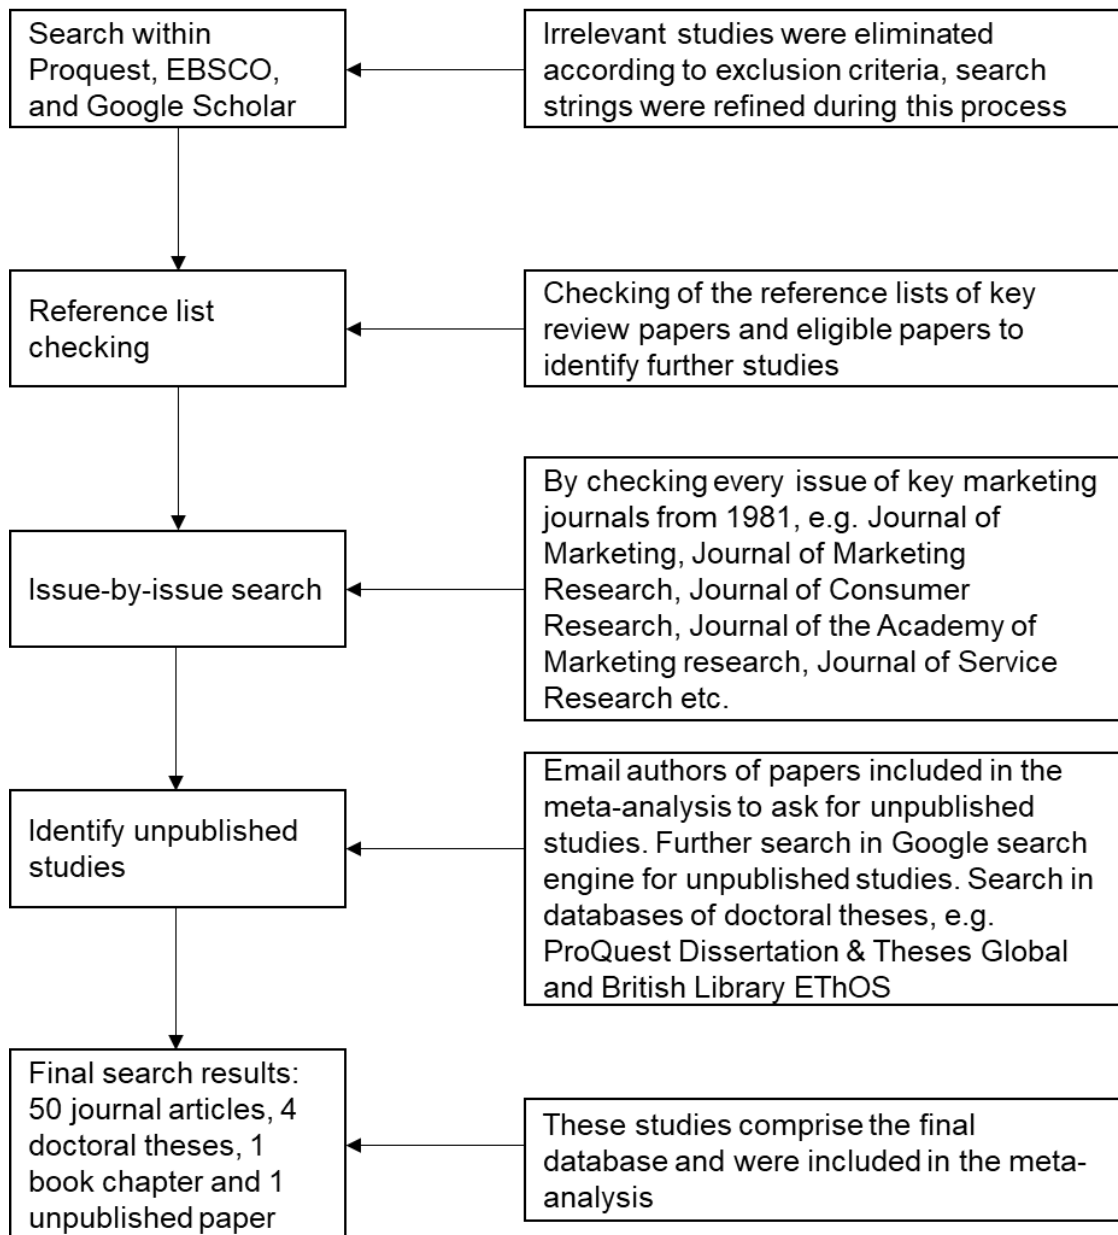 Search within
Proquest, EBSCO,
and Google Scholar
Irrelevant studies were eliminated
according to exclusion criteria, search
strings were refined during this process
Reference list
checking
Checking of the reference lists of key
review papers and eligible papers to
identify further studies
Issue-by-issue search
By checking every issue of key marketing
journals from 1981, e.g. Journal of
Marketing, Journal of Marketing
Research, Journal of Consumer
Research, Journal of the Academy of
Marketing research, Journal of Service
Research etc.
Identify unpublished
studies
Email authors of papers included in the
meta-analysis to ask for unpublished
studies. Further search in Google search
engine for unpublished studies. Search in
databases of doctoral theses, e.g.
ProQuest Dissertation & Theses Global
and British Library EThOS
Final search results:
50 journal articles, 4
doctoral theses, 1
book chapter and 1
unpublished paper
These studies comprise the final
database and were included in the meta-
analysis